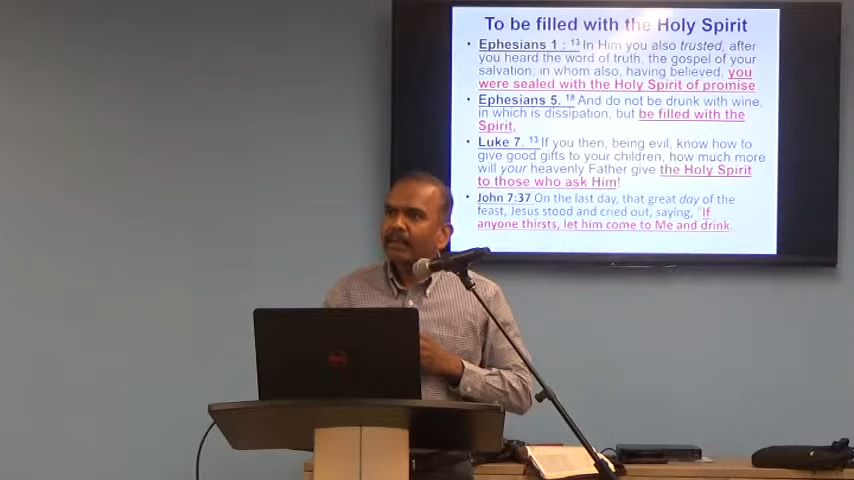 To be filled with the Holy Spirit
• Ephesians 1 : 13 In Him you also trusted, after
you heard the word of truth, the gospel of your
salvation; in whom also, having believed, you
were sealed with the Holy Spirit of promise
• Ephesians 5. 18 And do not be drunk with wine,
in which is dissipation; but be filled with the
Spirit,
• Luke 7. 13 If you then, being evil, know how to
give good gifts to your children, how much more
will your heavenly Father give the Holy Spirit
to those who ask Him!
• John 7:37 On the last day, that great day of the
feast, Jesus stood and cried out, saying, "If
anyone thirsts, let him come to Me and drink.